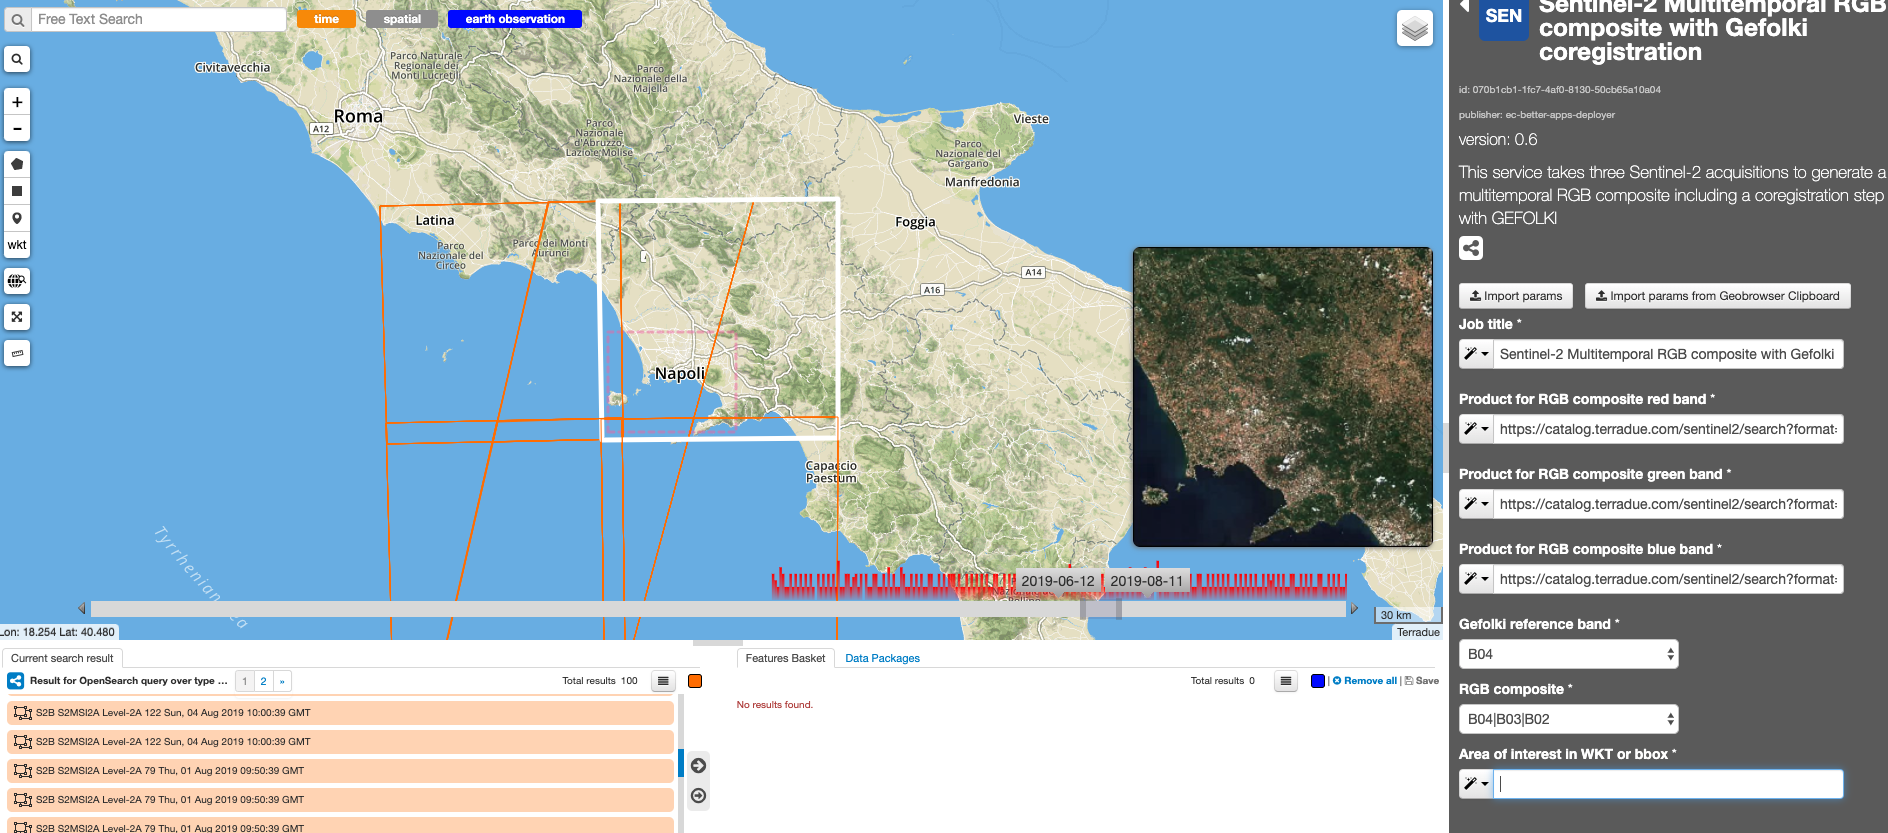 Free Text Search
time
spatial
earth observation
wkt
Civitavecchia
Roma
A12
Parco Naturale
Regionale dei
Monti Lucretili
Parco
Nazionale della
Majella
Parco
Nazionale
d'Abruzzo,
Lazio e Molise
Vieste
Parco
Nazionale del
Gargano
Manfredonia
Latina
Parco dei Monti
Aurunci
Parco
Nazionale del
Circeo
Foggia
A14
A16
Napoli
Capaccio
Paestum
Tyrrhenian
2019-06-12
2019-08-11
30 km
Terradue
Lon: 18.254 Lat: 40.480
Current search result
Result for OpenSearch query over type ...
1
2
»
Total results 100
S2B S2MSI2A Level-2A 122 Sun, 04 Aug 2019 10:00:39 GMT
S2B S2MSI2A Level-2A 122 Sun, 04 Aug 2019 10:00:39 GMT
S2B S2MSI2A Level-2A 79 Thu, 01 Aug 2019 09:50:39 GMT
S2B S2MSI2A Level-2A 79 Thu, 01 Aug 2019 09:50:39 GMT
S2B S2MSI2A Level-2A 79 Thu, 01 Aug 2019 09:50:39 GMT
Features Basket
Data Packages
Total results 0
| Remove all | Save
No results found.
SEN
Sentinel-2 Multitemporal RGB
composite with Gefolki
coregistration
id: 070b1cb1-1fc7-4af0-8130-50cb65a10a04
publisher: ec-better-apps-deployer
version: 0.6
This service takes three Sentinel-2 acquisitions to generate a
multitemporal RGB composite including a coregistration step
with GEFOLKI
Import params
Import params from Geobrowser Clipboard
Job title *
Sentinel-2 Multitemporal RGB composite with Gefolki
Product for RGB composite red band *
https://catalog.terradue.com/sentinel2/search?format=
Product for RGB composite green band *
https://catalog.terradue.com/sentinel2/search?format=
Product for RGB composite blue band *
https://catalog.terradue.com/sentinel2/search?format=
Gefolki reference band *
B04
RGB composite *
B04|B03|B02
Area of interest in WKT or bbox *